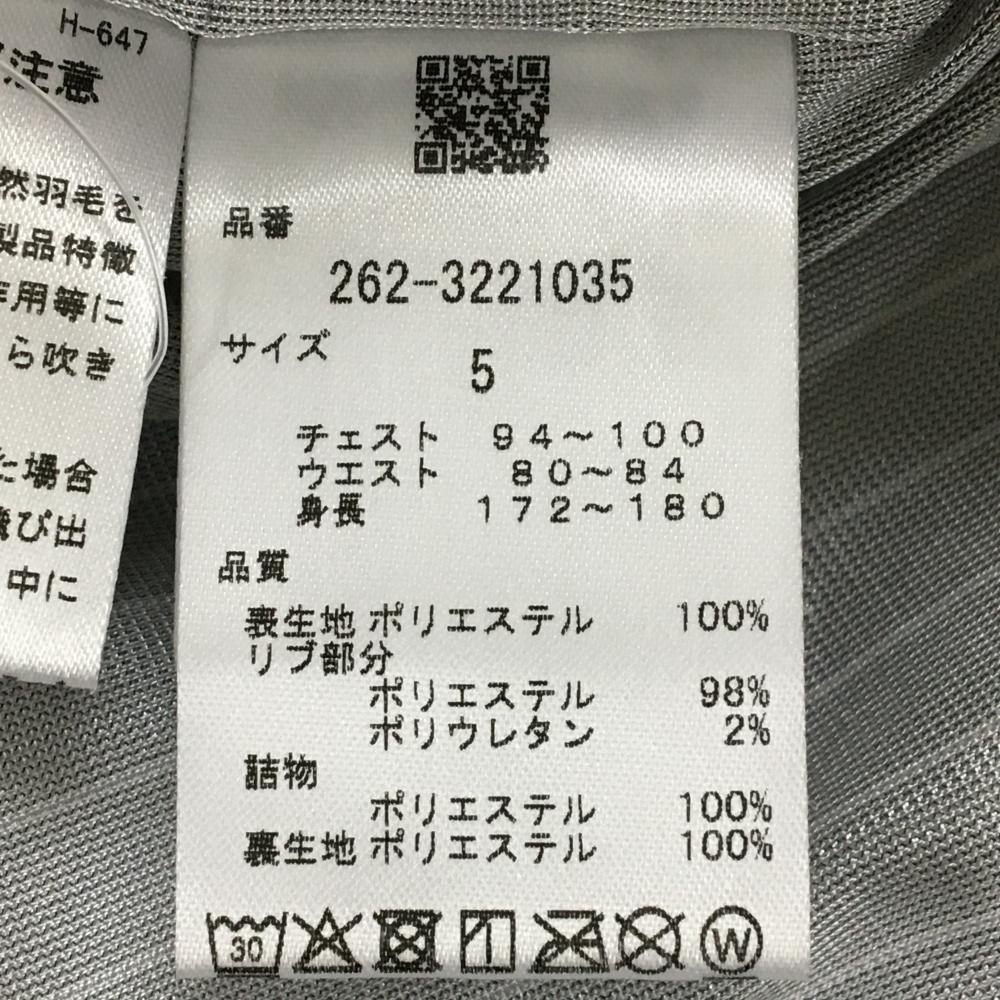 H-647
注意
然羽毛を
製品特徴
作用等に
ら吹き
た場合
飛び出
中に
品番
262-3221035
サイズ
5
チェスト 94~100
ウエスト 80~84
身長 172~180
品質
表生地 ポリエステル 100%
リブ部分
ポリエステル 98%
ポリウレタン 2%
詰物
ポリエステル 100%
裏生地 ポリエステル 100%
30
W